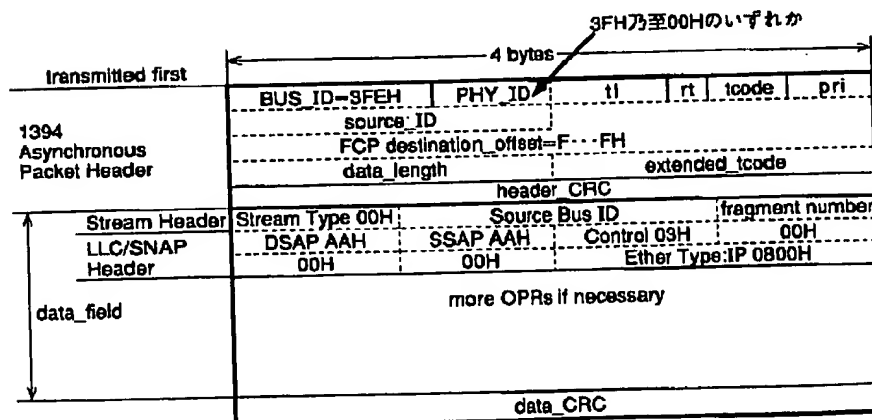 3FH乃至00Hのいずれか
4 bytes
transmitted first
BUS_ID=3FEH PHY_ID tl rt tcode pri
source_ID
1394
Asynchronous
Packet Header
FCP destination_offset=F···FH
data_length extended_tcode
header_CRC
Stream Header Stream Type 00H Source Bus ID fragment number
LLC/SNAP
Header
DSAP AAH SSAP AAH Control 03H 00H
00H 00H Ether Type:IP 0800H
more OPRs if necessary
data_field
data_CRC